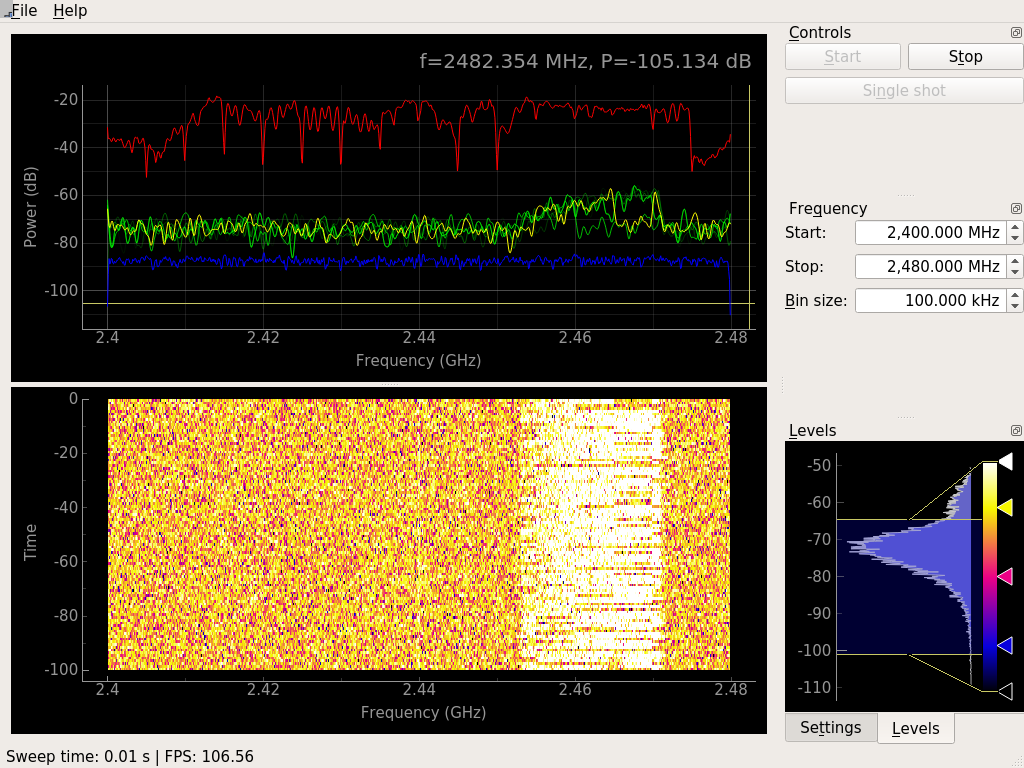 File Help
f=2482.354 MHz, P=-105.134 dB
Power (dB)
-20
-40
-60
-80
-100
2.4 2.42 2.44 2.46 2.48
Frequency (GHz)
Time
0
-20
-40
-60
-80
-100
2.4 2.42 2.44 2.46 2.48
Frequency (GHz)
Controls
Start Stop
Single shot
Frequency
Start: 2,400.000 MHz
Stop: 2,480.000 MHz
Bin size: 100.000 kHz
Levels
-50
-60
-70
-80
-90
-100
-110
Settings Levels
Sweep time: 0.01 s | FPS: 106.56